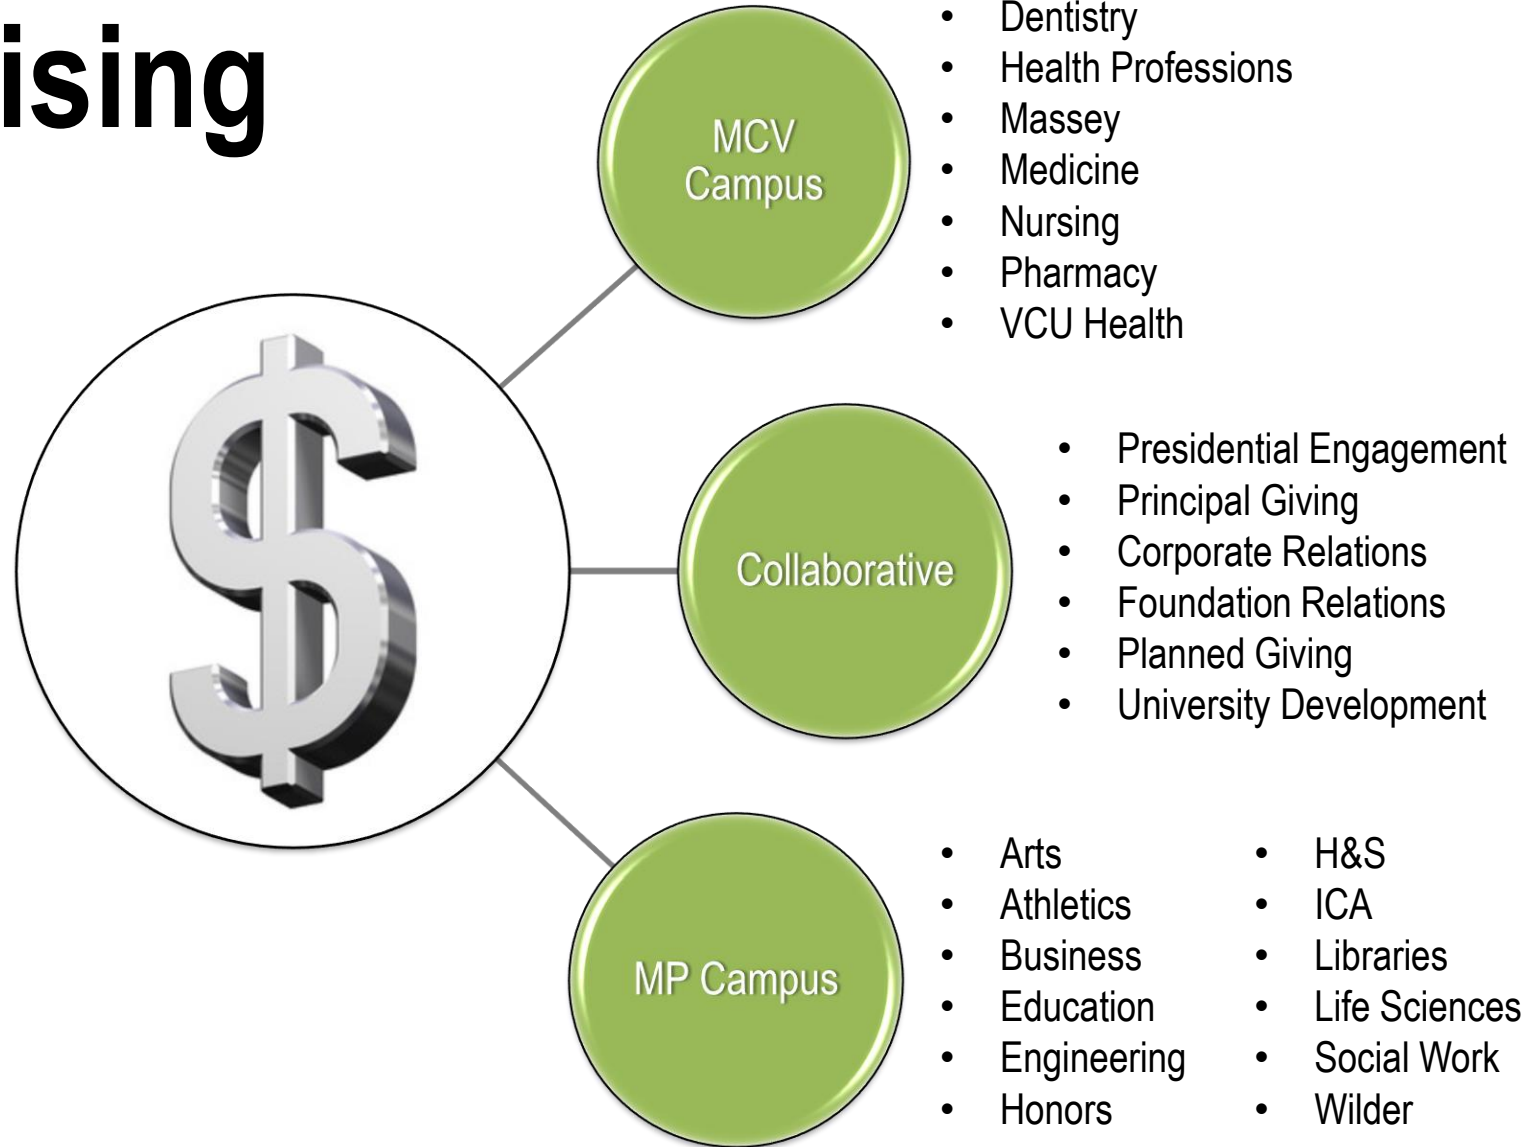 ising
MCV
Campus
• Dentistry
• Health Professions
• Massey
• Medicine
• Nursing
• Pharmacy
• VCU Health
Collaborative
• Presidential Engagement
• Principal Giving
• Corporate Relations
• Foundation Relations
• Planned Giving
• University Development
MP Campus
• Arts
• Athletics
• Business
• Education
• Engineering
• Honors
• H&S
• ICA
• Libraries
• Life Sciences
• Social Work
• Wilder